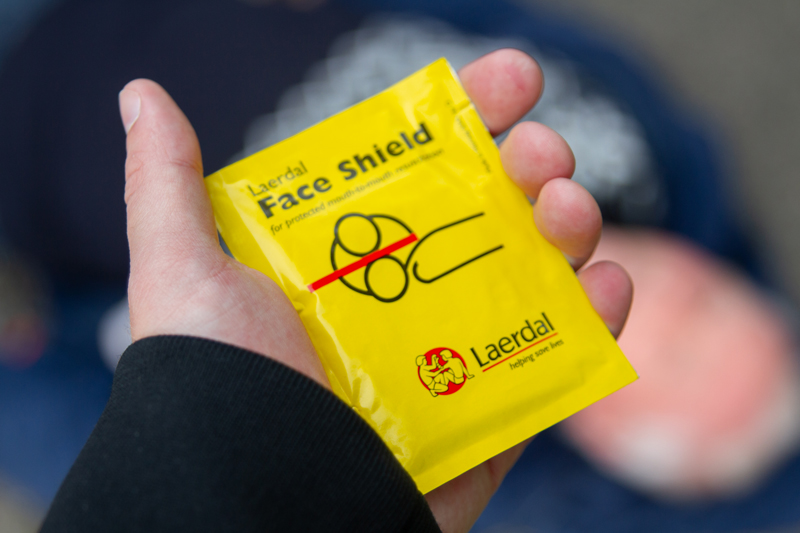 Laerdal
Face Shield
for protected mouth-to-mouth resuscitation
Laerdal
helping save lives